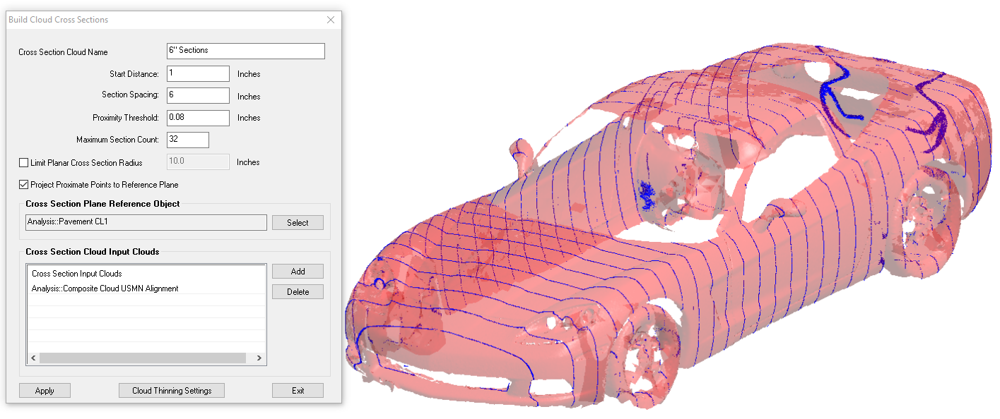 Build Cloud Cross Sections
Cross Section Cloud Name 6" Sections
Start Distance: 1 Inches
Section Spacing: 6 Inches
Proximity Threshold: 0.08 Inches
Maximum Section Count: 32
Limit Planar Cross Section Radius 10.0 Inches
Project Proximate Points to Reference Plane
Cross Section Plane Reference Object
Analysis::Pavement CL1 Select
Cross Section Cloud Input Clouds
Cross Section Input Clouds Add
Analysis::Composite Cloud USMN Alignment Delete
Apply Cloud Thinning Settings Exit